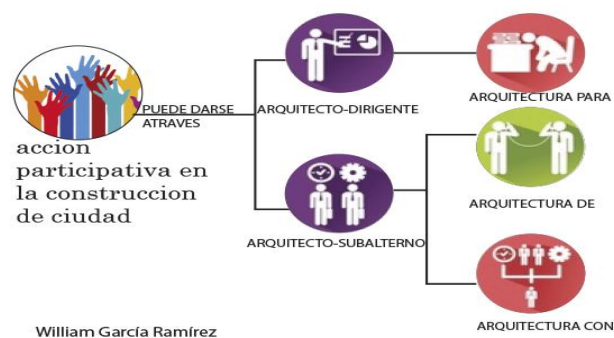 accion
participativa en
la construccion
de ciudad
PUEDE DARSE
ATRAVES
ARQUITECTO-DIRIGENTE
ARQUITECTURA PARA
ARQUITECTO-SUBALTERNO
ARQUITECTURA DE
ARQUITECTURA CON
William García Ramírez